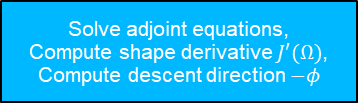 Solve adjoint equations,
Compute shape derivative 𝐽′(Ω),
Compute descent direction −𝜙